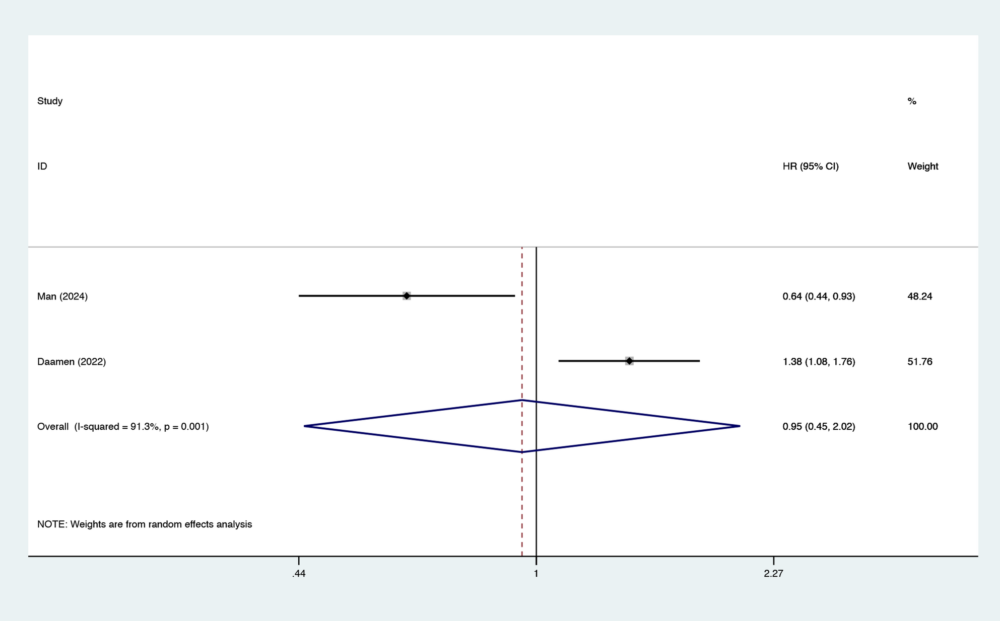 Study %
ID HR (95% CI) Weight
Man (2024) 0.64 (0.44, 0.93) 48.24
Daamen (2022) 1.38 (1.08, 1.76) 51.76
Overall (I-squared = 91.3%, p = 0.001) 0.95 (0.45, 2.02) 100.00
NOTE: Weights are from random effects analysis
.44 1 2.27